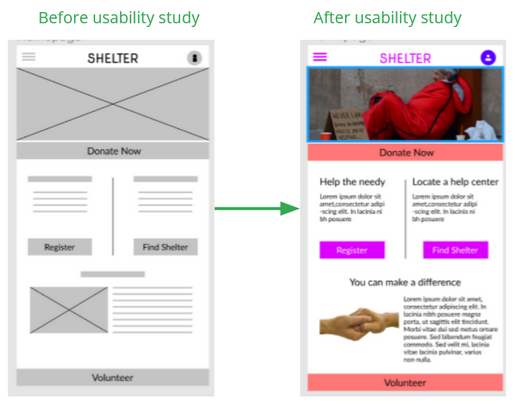 Before usability study
After usability study
SHELTER
Donate Now
Register
Find Shelter
Volunteer
SHELTER
Donate Now
Help the needy
Lorem ipsum dolor sit
amet,consectetur adipi
-scing elit. In lacinia ni
bh posuere
Register
Locate a help center
Lorem ipsum dolor sit
amet,consectetur adipi
-scing elit. In lacinia ni
bh posuere
Find Shelter
You can make a difference
Lorem ipsum dolor sit amet,
consectetur adipiscing elit. In
lacinia nibh posuere magna
porta, ut sagittis elit tincidunt.
Morbi vitae dui sed metus ornare
posuere. Sed bibendum feugiat
commodo. Sed velit mi, lacinia
vitae lacinia pulvinar, varius
non nulla.
Volunteer